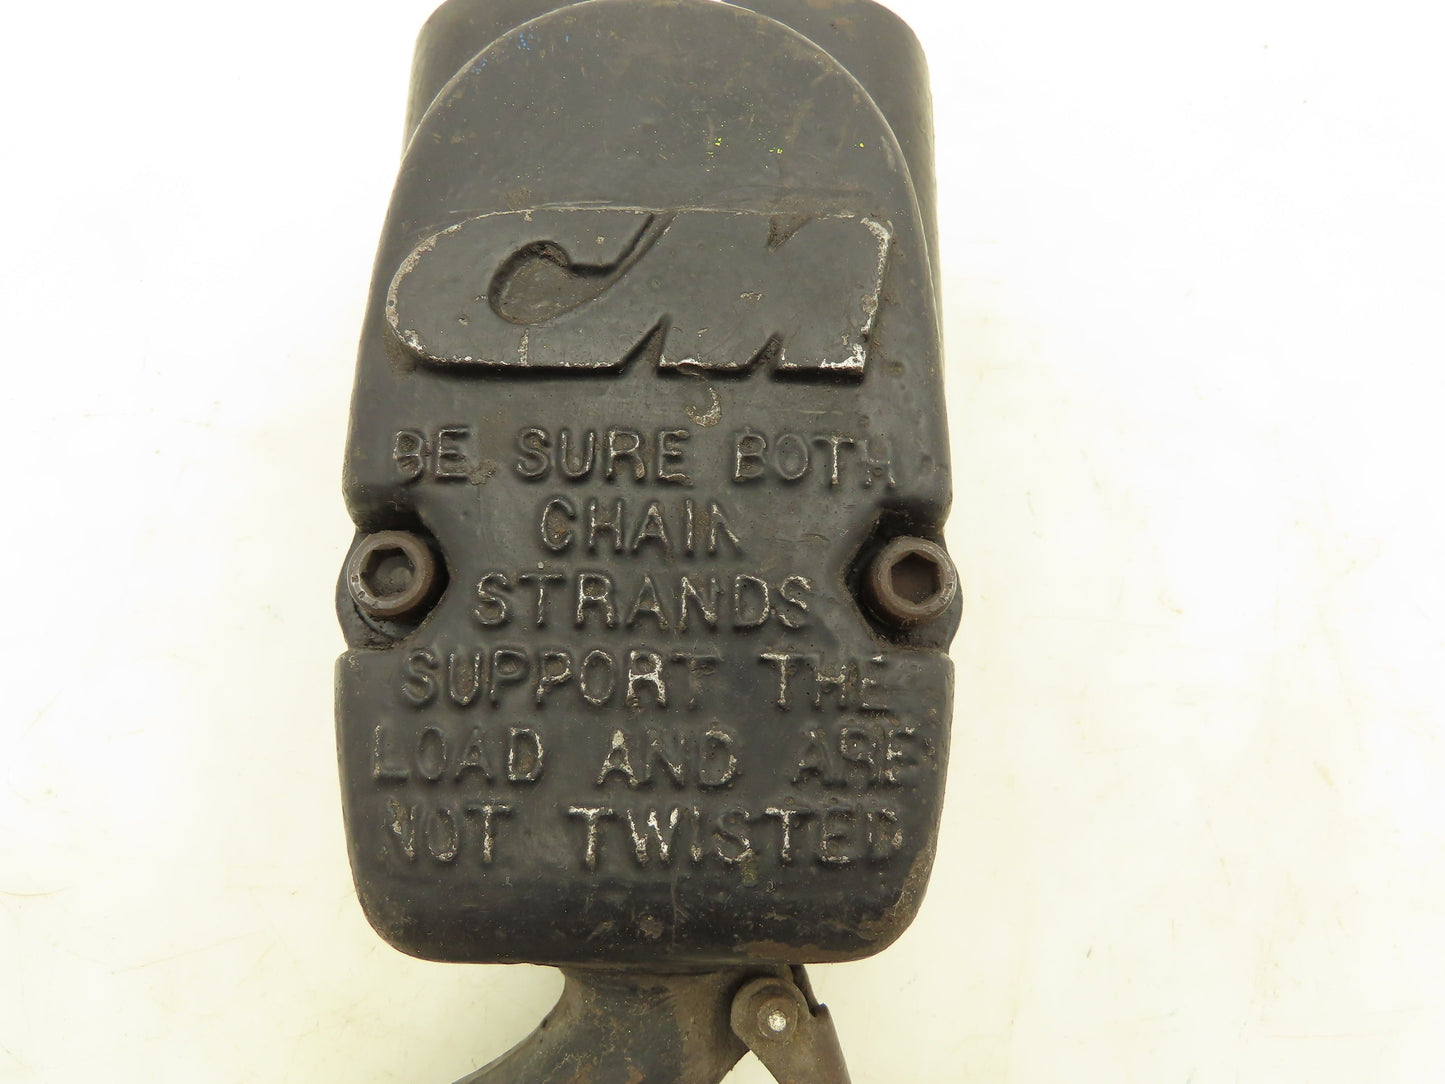 CM
BE SURE BOTH
CHAIN
STRANDS
SUPPORT THE
LOAD AND ARE
NOT TWISTED